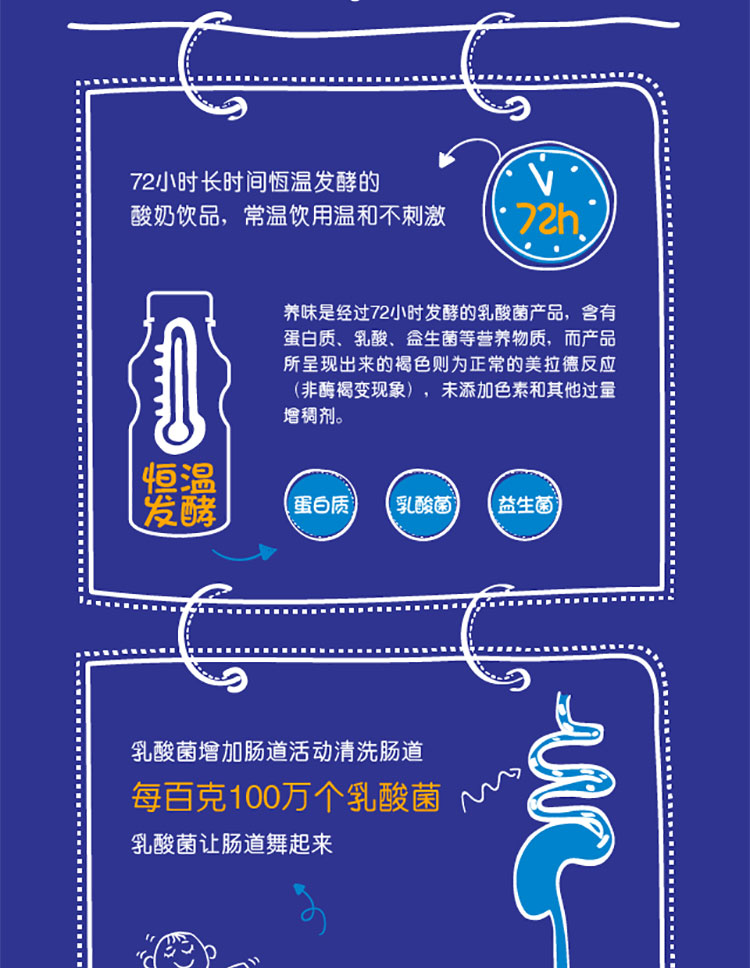 72小时长时间恆温发酵的
酸奶饮品，常温饮用温和不刺激
72h
养味是经过72小时发酵的乳酸菌产品，含有
蛋白质、乳酸、益生菌等营养物质，而产品
所呈现出来的褐色则为正常的美拉德反应
（非酶褐变现象），未添加色素和其他过量
增稠剂。
恒温
发酵
蛋白质
乳酸菌
益生菌
乳酸菌增加肠道活动清洗肠道
每百克100万个乳酸菌
乳酸菌让肠道舞起来